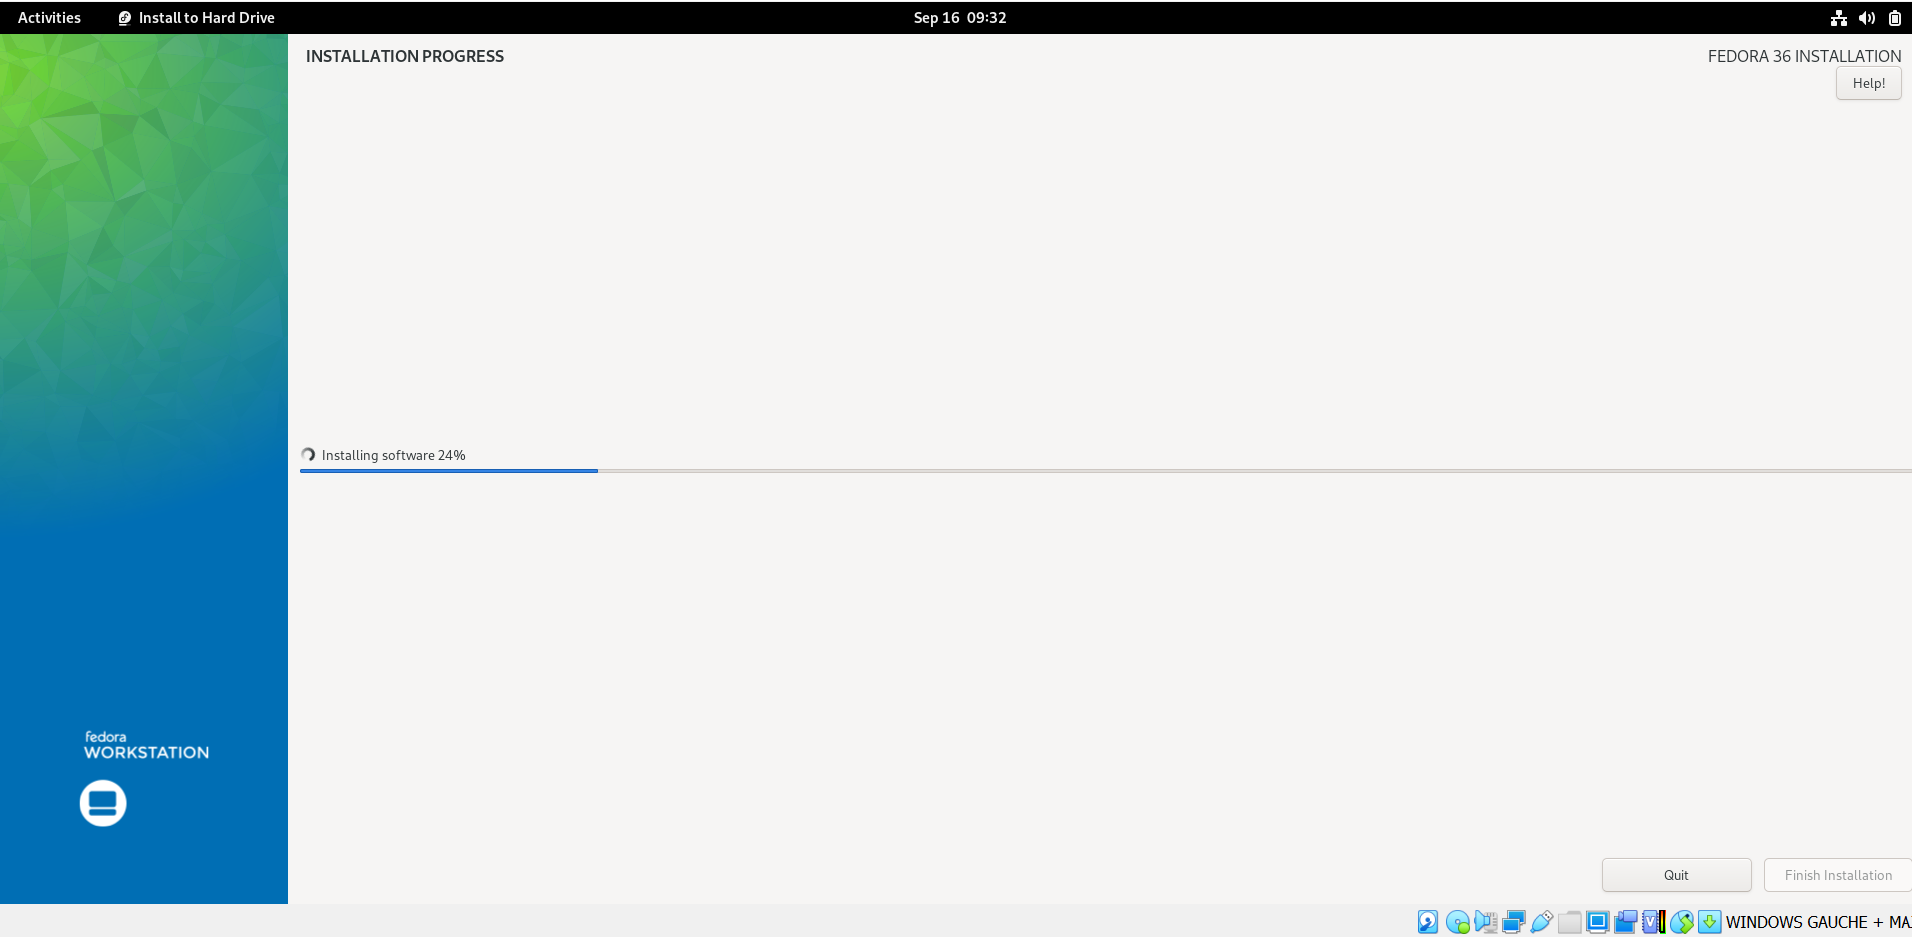 Activities Install to Hard Drive Sep 16 09:32
INSTALLATION PROGRESS
FEDORA 36 INSTALLATION
Help!
Installing software 24%
fedora
WORKSTATION
Quit Finish Installation
WINDOWS GAUCHE + MA